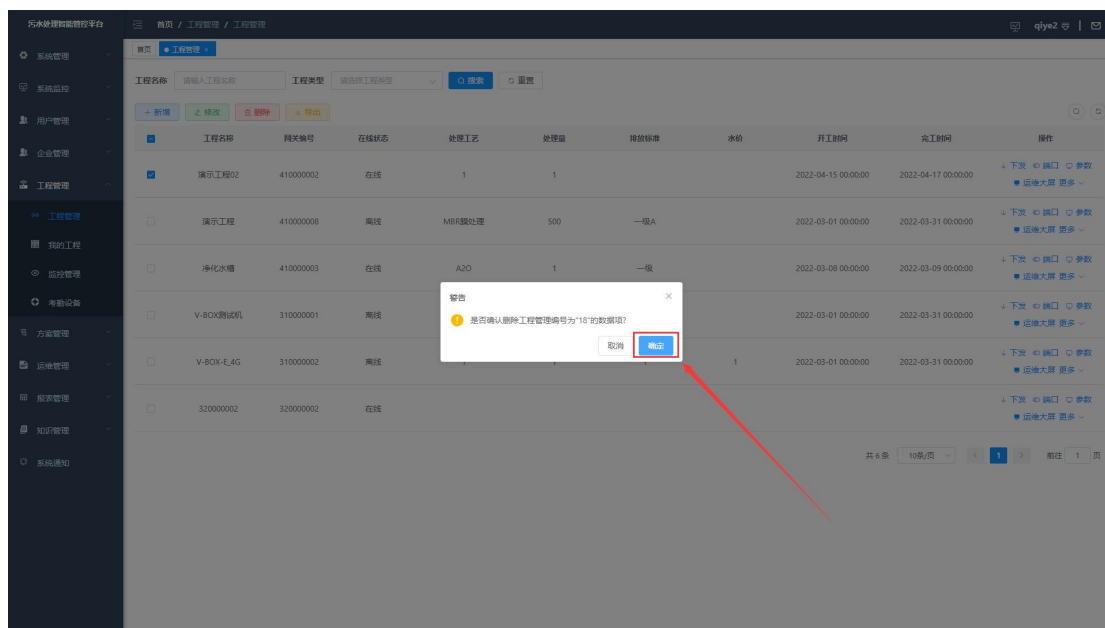 污水处理智能管控平台
首页 / 工程管理 / 工程管理
qiye2
系统管理
系统监控
用户管理
企业管理
工程管理
工程管理
我的工程
监控管理
考勤设备
方案管理
运维管理
报表管理
知识管理
系统通知
首页 工程管理 ×
工程名称 请输入工程名称 工程类型 请选择工程类型 搜索 重置
+ 新增 修改 删除 导出
工程名称 网关编号 在线状态 处理工艺 处理量 排放标准 水价 开工时间 完工时间 操作
演示工程02 410000002 在线 1 1 2022-04-15 00:00:00 2022-04-17 00:00:00 下发 端口 参数
运维大屏 更多
演示工程 410000008 离线 MBR膜处理 500 一级A 2022-03-01 00:00:00 2022-03-31 00:00:00 下发 端口 参数
运维大屏 更多
净化水槽 410000003 在线 A2O 1 一级 2022-03-08 00:00:00 2022-03-09 00:00:00 下发 端口 参数
运维大屏 更多
V-BOX测试机 310000001 离线 2022-03-01 00:00:00 2022-03-31 00:00:00 下发 端口 参数
运维大屏 更多
V-BOX-E_4G 310000002 离线 1 2022-03-01 00:00:00 2022-03-31 00:00:00 下发 端口 参数
运维大屏 更多
320000002 320000002 在线 下发 端口 参数
运维大屏 更多
警告
是否确认删除工程管理编号为"18"的数据项?
取消 确定
共 6 条 10条/页 < 1 > 前往 1 页